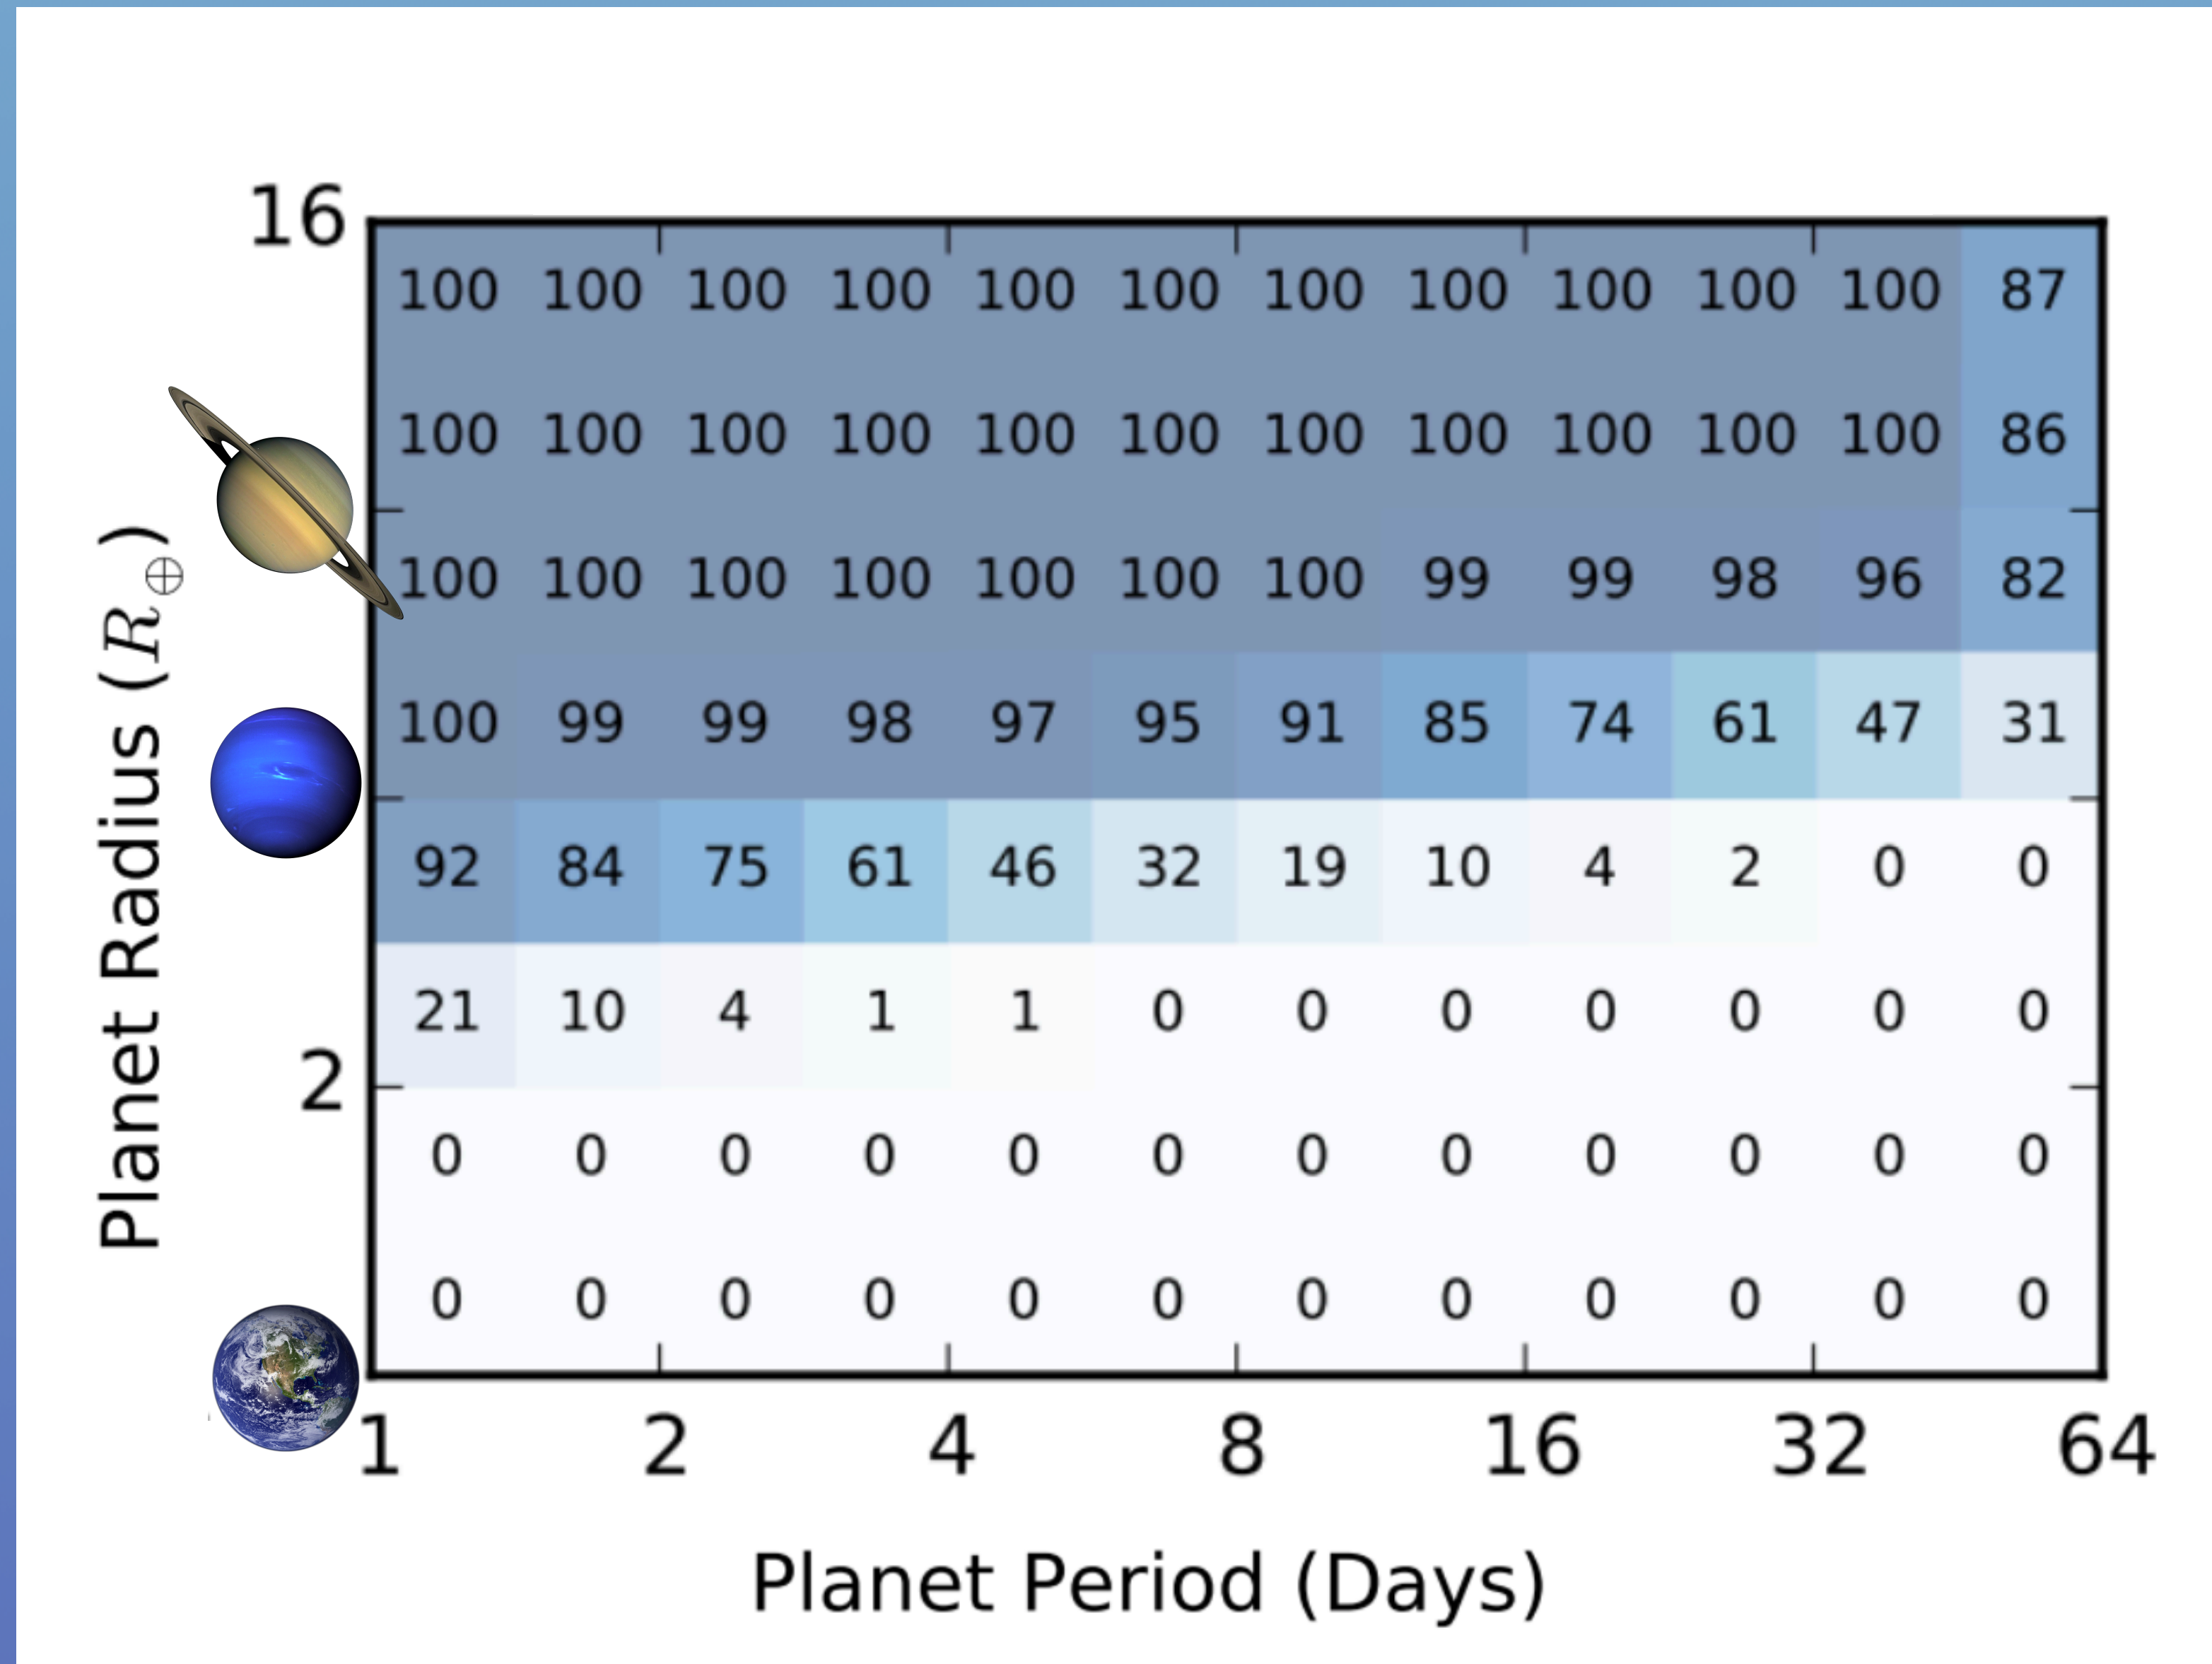 16
100 100 100 100 100 100 100 100 100 100 100 87
100 100 100 100 100 100 100 100 100 100 100 86
100 100 100 100 100 100 100 99 99 98 96 82
100 99 99 98 97 95 91 85 74 61 47 31
92 84 75 61 46 32 19 10 4 2 0 0
21 10 4 1 1 0 0 0 0 0 0 0
2
0 0 0 0 0 0 0 0 0 0 0 0
0 0 0 0 0 0 0 0 0 0 0 0
1 2 4 8 16 32 64
Planet Radius (R⊕)
Planet Period (Days)